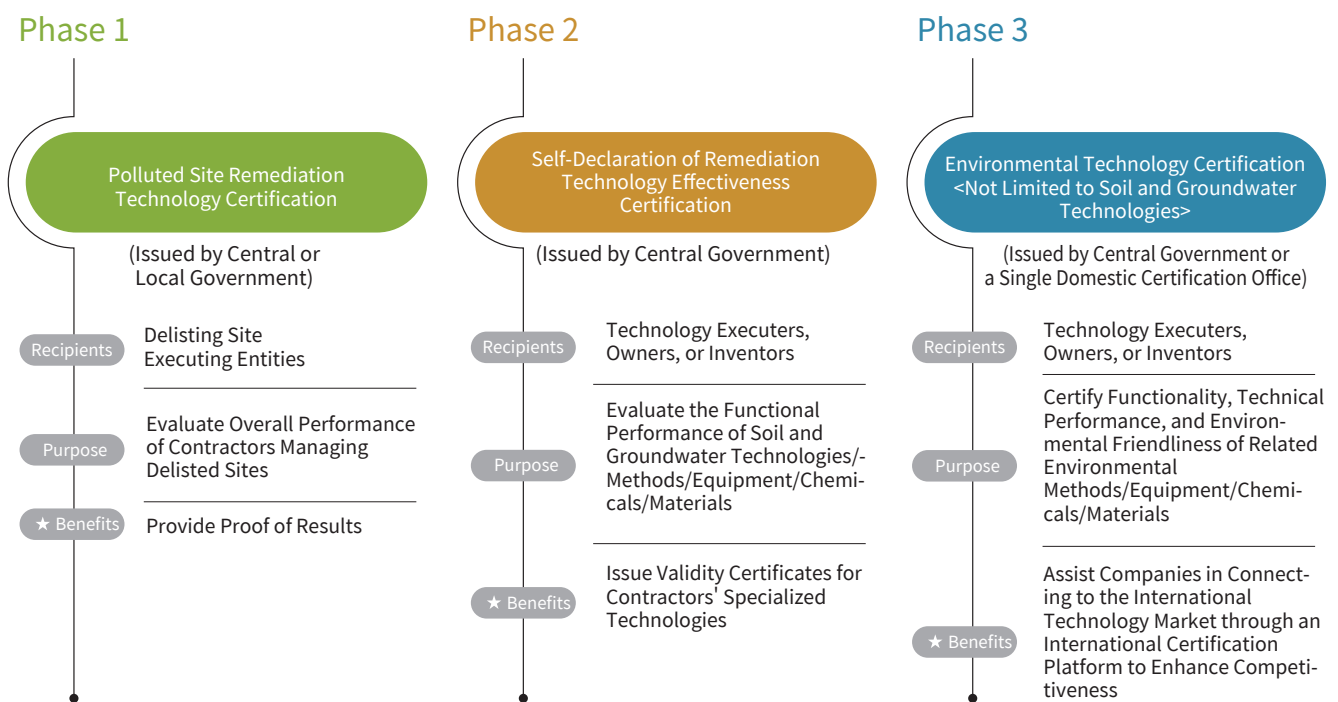 Phase 1
Polluted Site Remediation
Technology Certification
(Issued by Central or
Local Government)
Recipients
Delisting Site
Executing Entities
Purpose
Evaluate Overall Performance
of Contractors Managing
Delisted Sites
★ Benefits
Provide Proof of Results
Phase 2
Self-Declaration of Remediation
Technology Effectiveness
Certification
(Issued by Central Government)
Recipients
Technology Executers,
Owners, or Inventors
Purpose
Evaluate the Functional
Performance of Soil and
Groundwater Technologies/-
Methods/Equipment/Chemi-
cals/Materials
★ Benefits
Issue Validity Certificates for
Contractors' Specialized
Technologies
Phase 3
Environmental Technology Certification
<Not Limited to Soil and Groundwater
Technologies>
(Issued by Central Government or
a Single Domestic Certification Office)
Recipients
Technology Executers,
Owners, or Inventors
Purpose
Certify Functionality, Technical
Performance, and Environ-
mental Friendliness of Related
Environmental
Methods/Equipment/Chemi-
cals/Materials
★ Benefits
Assist Companies in Connect-
ing to the International
Technology Market through an
International Certification
Platform to Enhance Competi-
tiveness